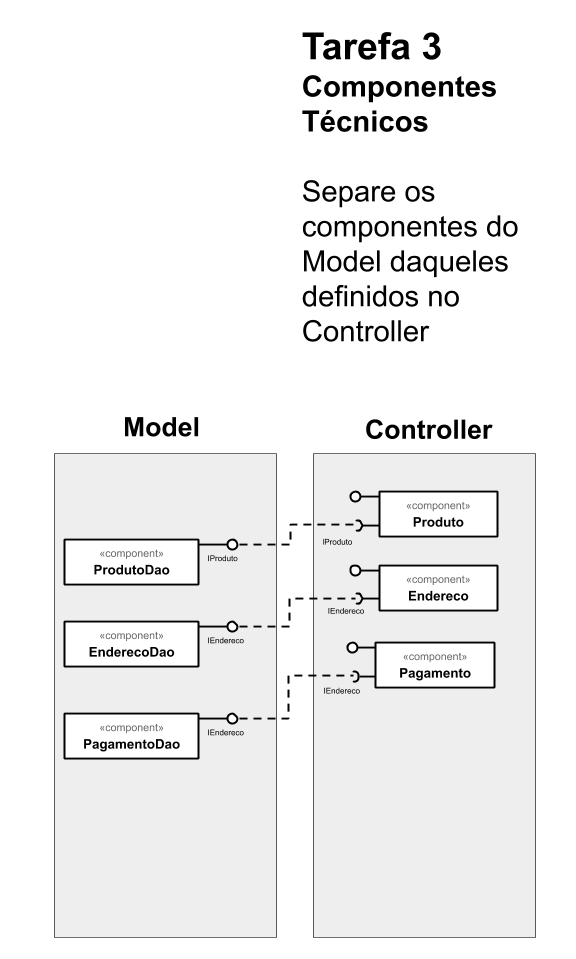 Tarefa 3
Componentes
Técnicos
Separe os
componentes do
Model daqueles
definidos no
Controller
Model
Controller
«component»
ProdutoDao
IProduto
IProduto
«component»
Produto
«component»
EnderecoDao
IEndereco
IEndereco
«component»
Endereco
«component»
PagamentoDao
IEndereco
IEndereco
«component»
Pagamento